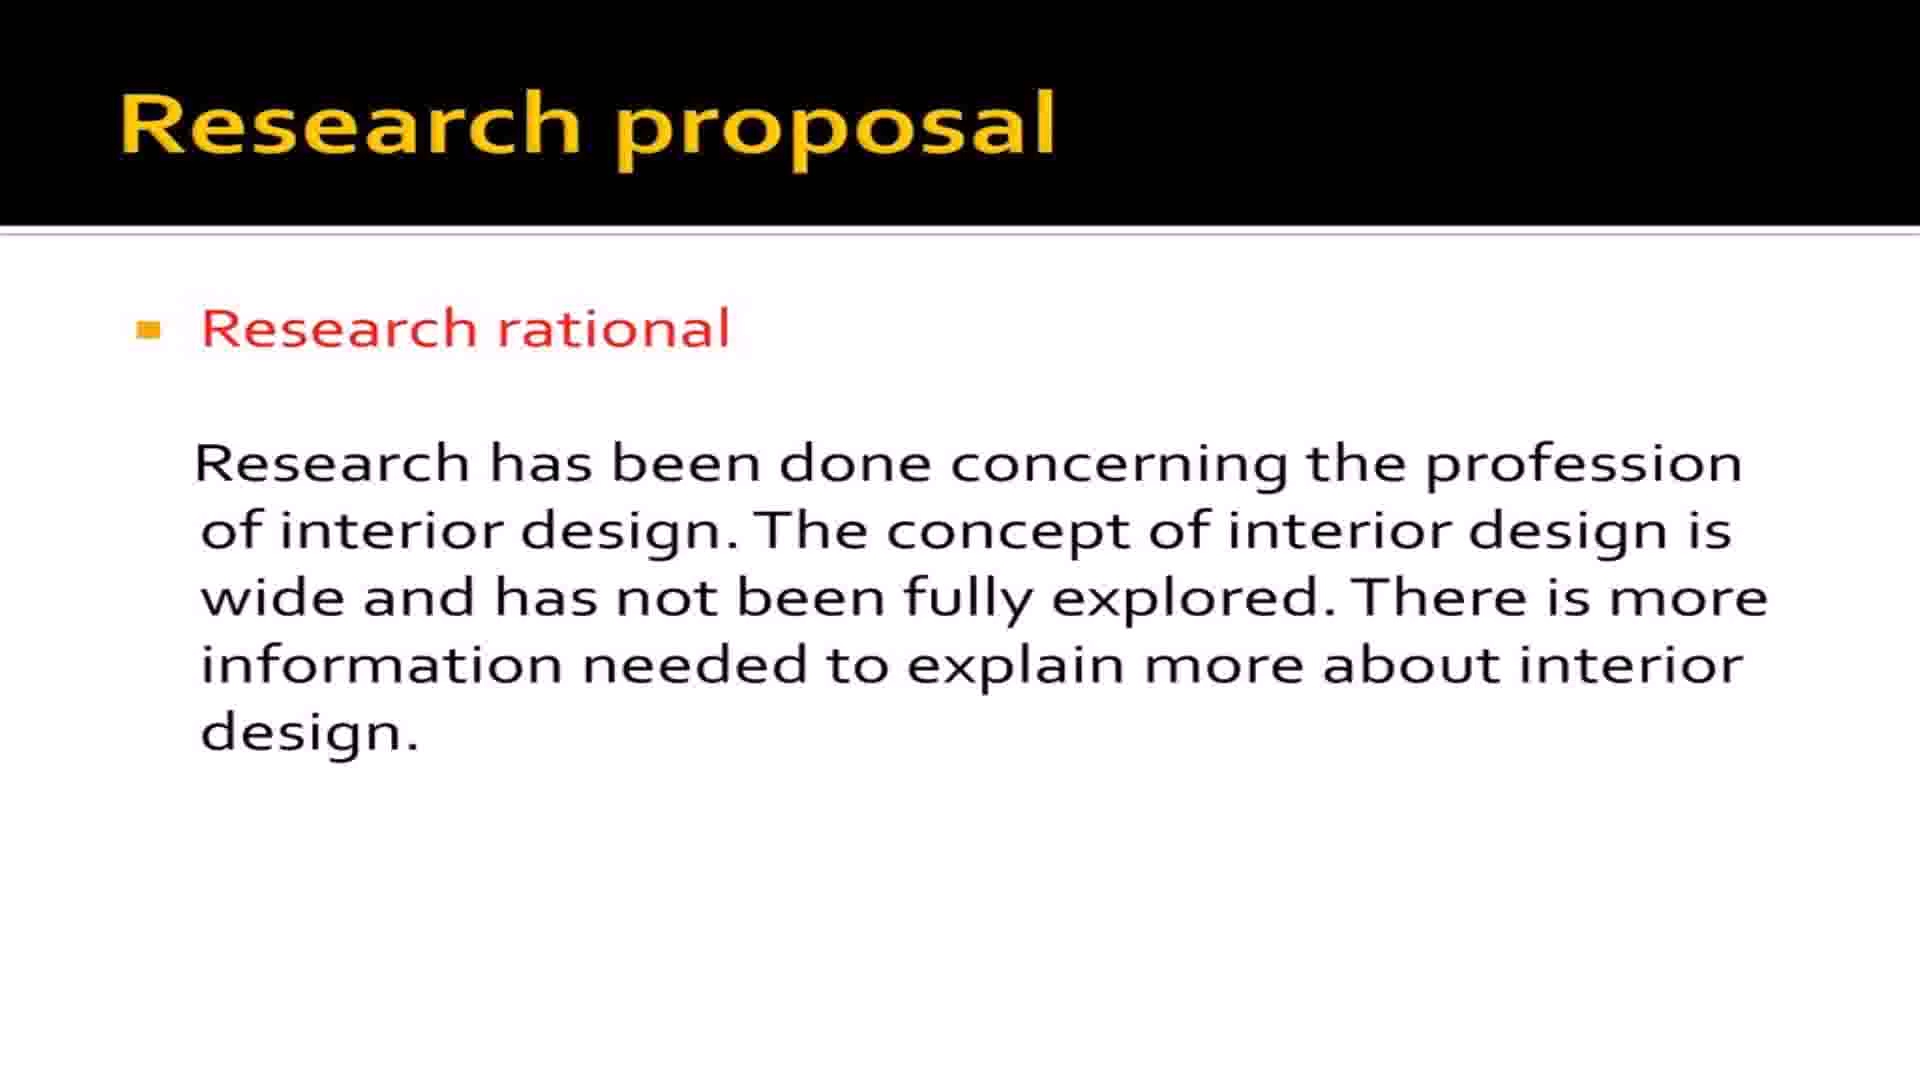 Research proposal
Research rational
Research has been done concerning the profession
of interior design. The concept of interior design is
wide and has not been fully explored. There is more
information needed to explain more about interior
design.